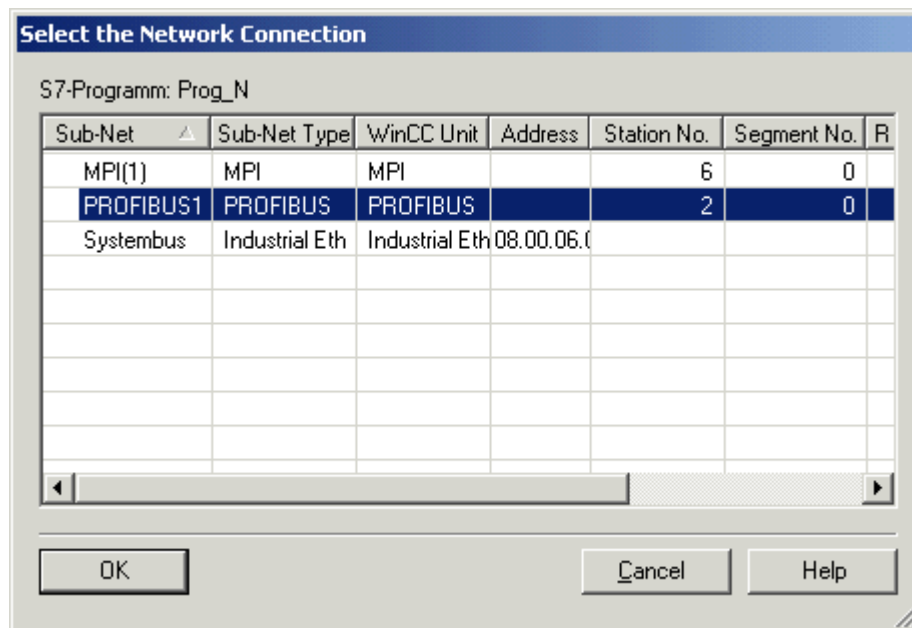 Select the Network Connection
S7-Programm: Prog_N
Sub-Net Sub-Net Type WinCC Unit Address Station No. Segment No. R
MPI(1) MPI MPI 6 0
PROFIBUS1 PROFIBUS PROFIBUS 2 0
Systembus Industrial Eth Industrial Eth 08.00.06.0
OK Cancel Help